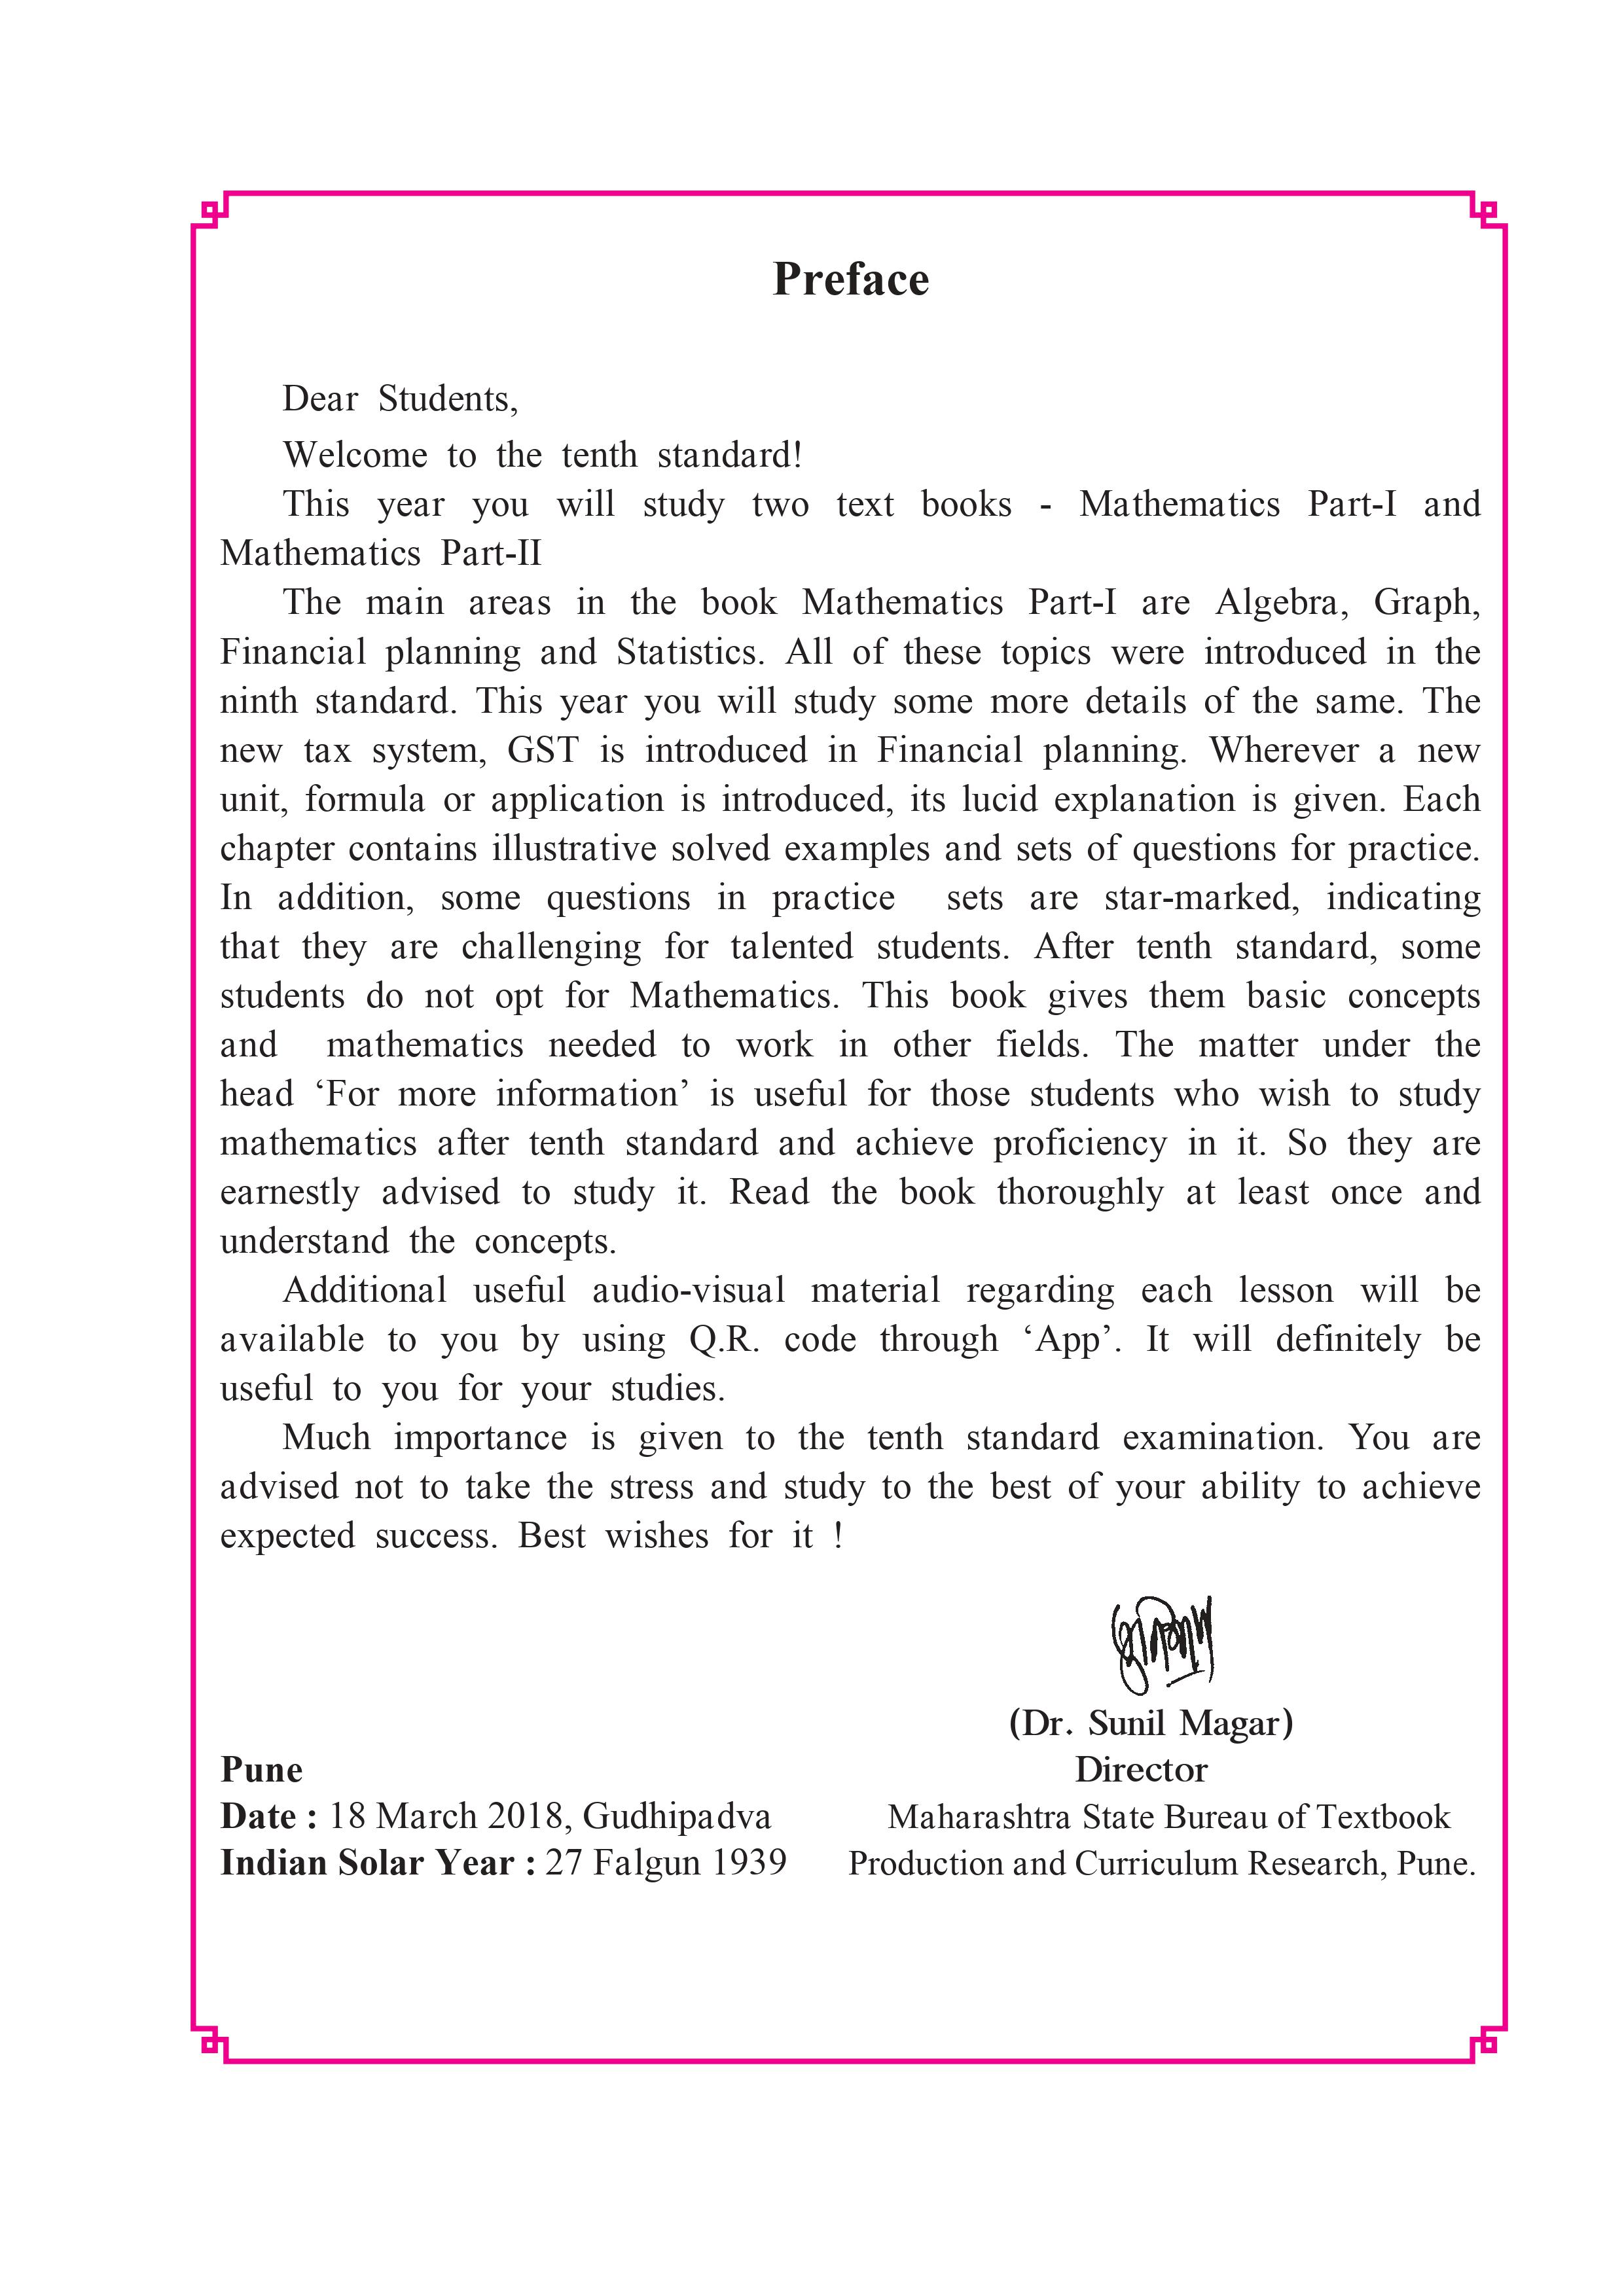 Preface
Dear Students,
Welcome to the tenth standard!
This year you will study two text books - Mathematics Part-I and
Mathematics Part-II
The main areas in the book Mathematics Part-I are Algebra, Graph,
Financial planning and Statistics. All of these topics were introduced in the
ninth standard. This year you will study some more details of the same. The
new tax system, GST is introduced in Financial planning. Wherever a new
unit, formula or application is introduced, its lucid explanation is given. Each
chapter contains illustrative solved examples and sets of questions for practice.
In addition, some questions in practice sets are star-marked, indicating
that they are challenging for talented students. After tenth standard, some
students do not opt for Mathematics. This book gives them basic concepts
and mathematics needed to work in other fields. The matter under the
head ‘For more information’ is useful for those students who wish to study
mathematics after tenth standard and achieve proficiency in it. So they are
earnestly advised to study it. Read the book thoroughly at least once and
understand the concepts.
Additional useful audio-visual material regarding each lesson will be
available to you by using Q.R. code through ‘App’. It will definitely be
useful to you for your studies.
Much importance is given to the tenth standard examination. You are
advised not to take the stress and study to the best of your ability to achieve
expected success. Best wishes for it !
(Dr. Sunil Magar)
Pune
Director
Date : 18 March 2018, Gudhipadva
Maharashtra State Bureau of Textbook
Indian Solar Year : 27 Falgun 1939
Production and Curriculum Research, Pune.